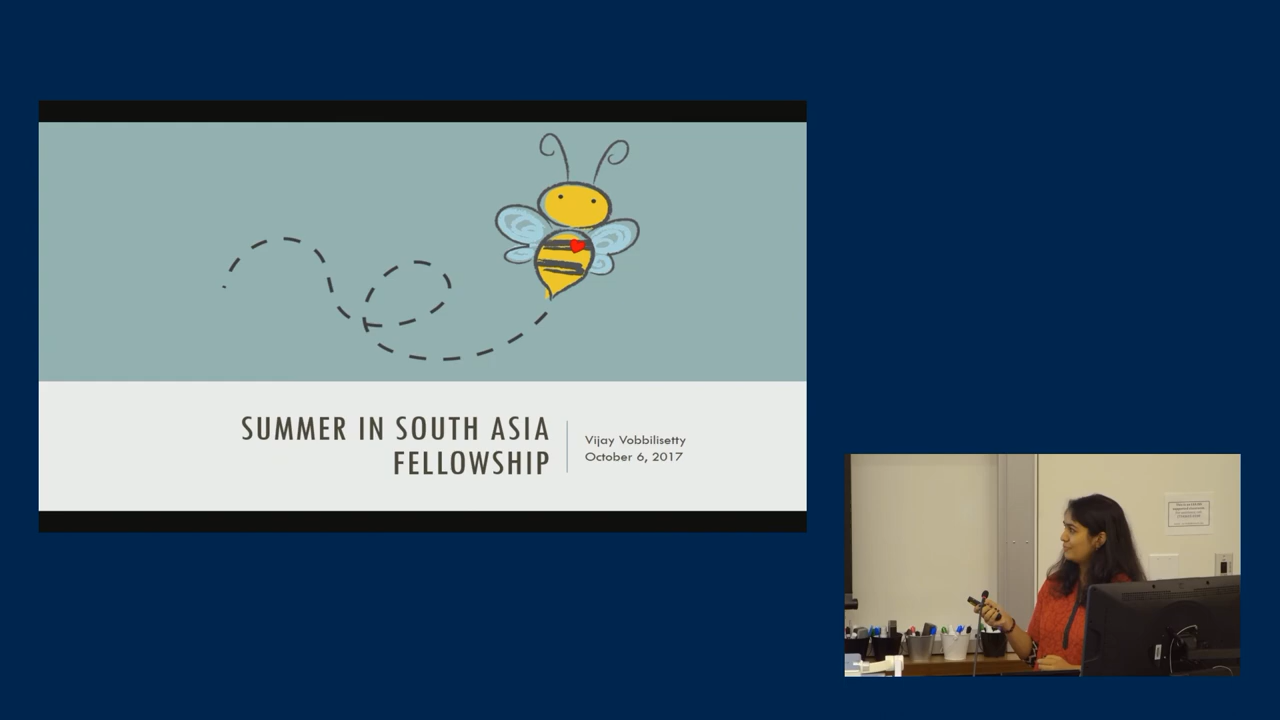 SUMMER IN SOUTH ASIA
FELLOWSHIP
Vijay Vobbilisetty
October 6, 2017